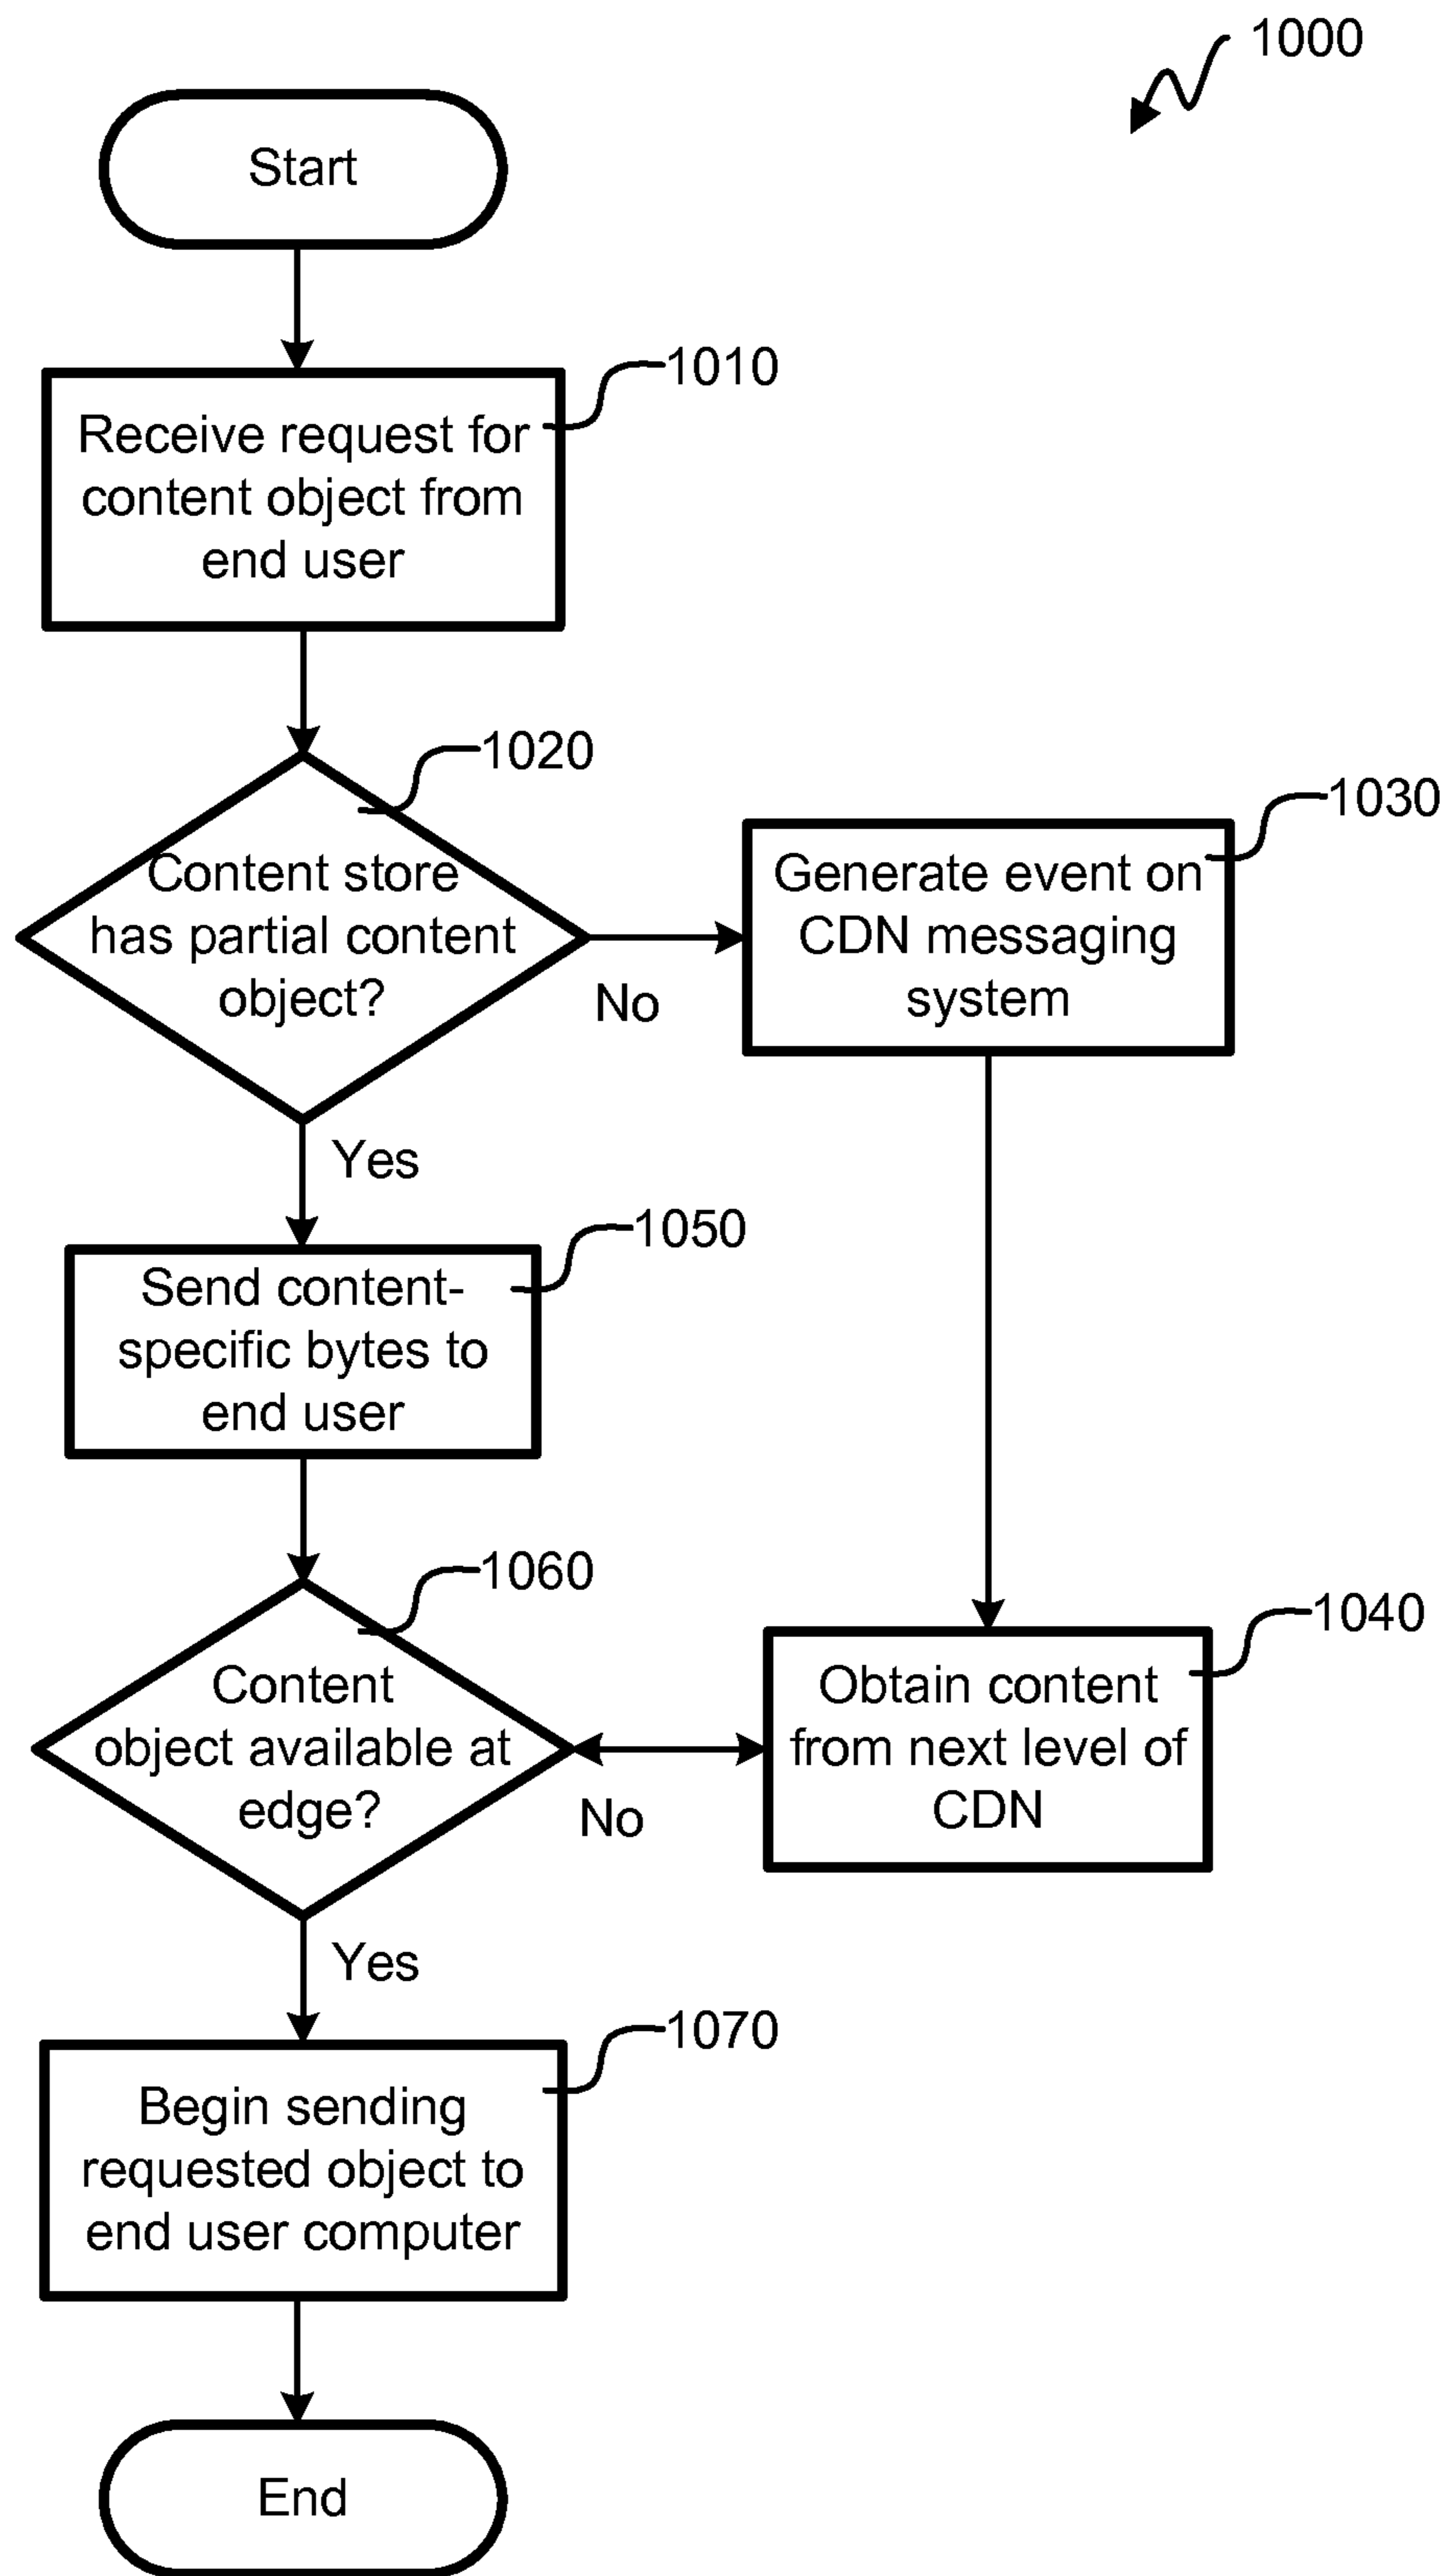 1000
Start
1010
Receive request for
content object from
end user
1020
Content store
has partial content
object?
No
1030
Generate event on
CDN messaging
system
Yes
1050
Send content-
specific bytes to
end user
1060
Content
object available at
edge?
No
1040
Obtain content
from next level of
CDN
Yes
1070
Begin sending
requested object to
end user computer
End